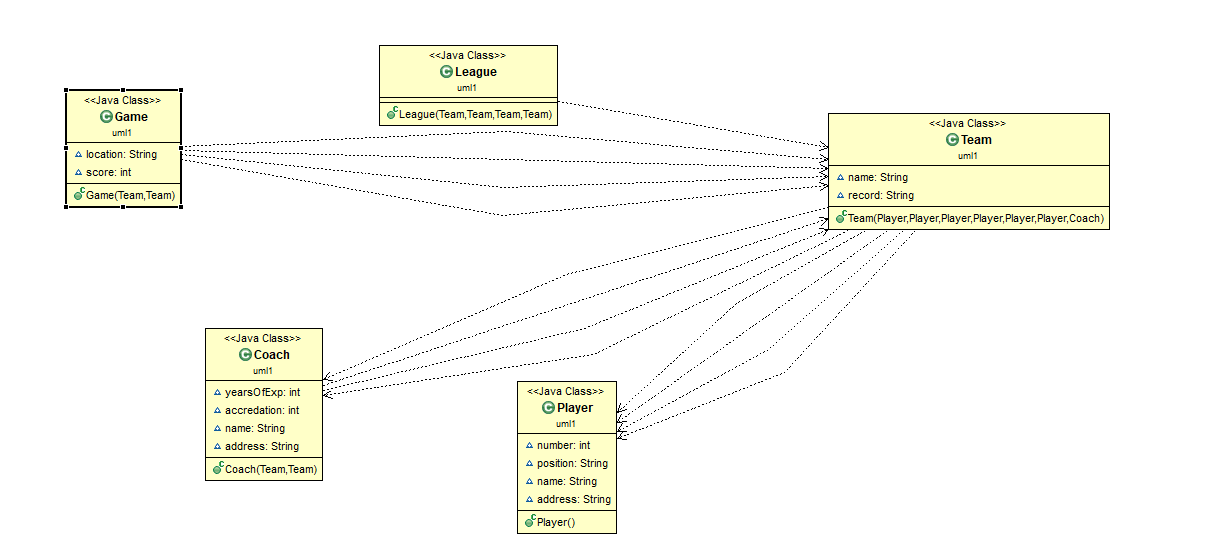 <<Java Class>>
League
uml1
League(Team,Team,Team,Team)
<<Java Class>>
Game
uml1
location: String
score: int
Game(Team,Team)
<<Java Class>>
Team
uml1
name: String
record: String
Team(Player,Player,Player,Player,Player,Player,Coach)
<<Java Class>>
Coach
uml1
yearsOfExp: int
accredation: int
name: String
address: String
Coach(Team,Team)
<<Java Class>>
Player
uml1
number: int
position: String
name: String
address: String
Player()